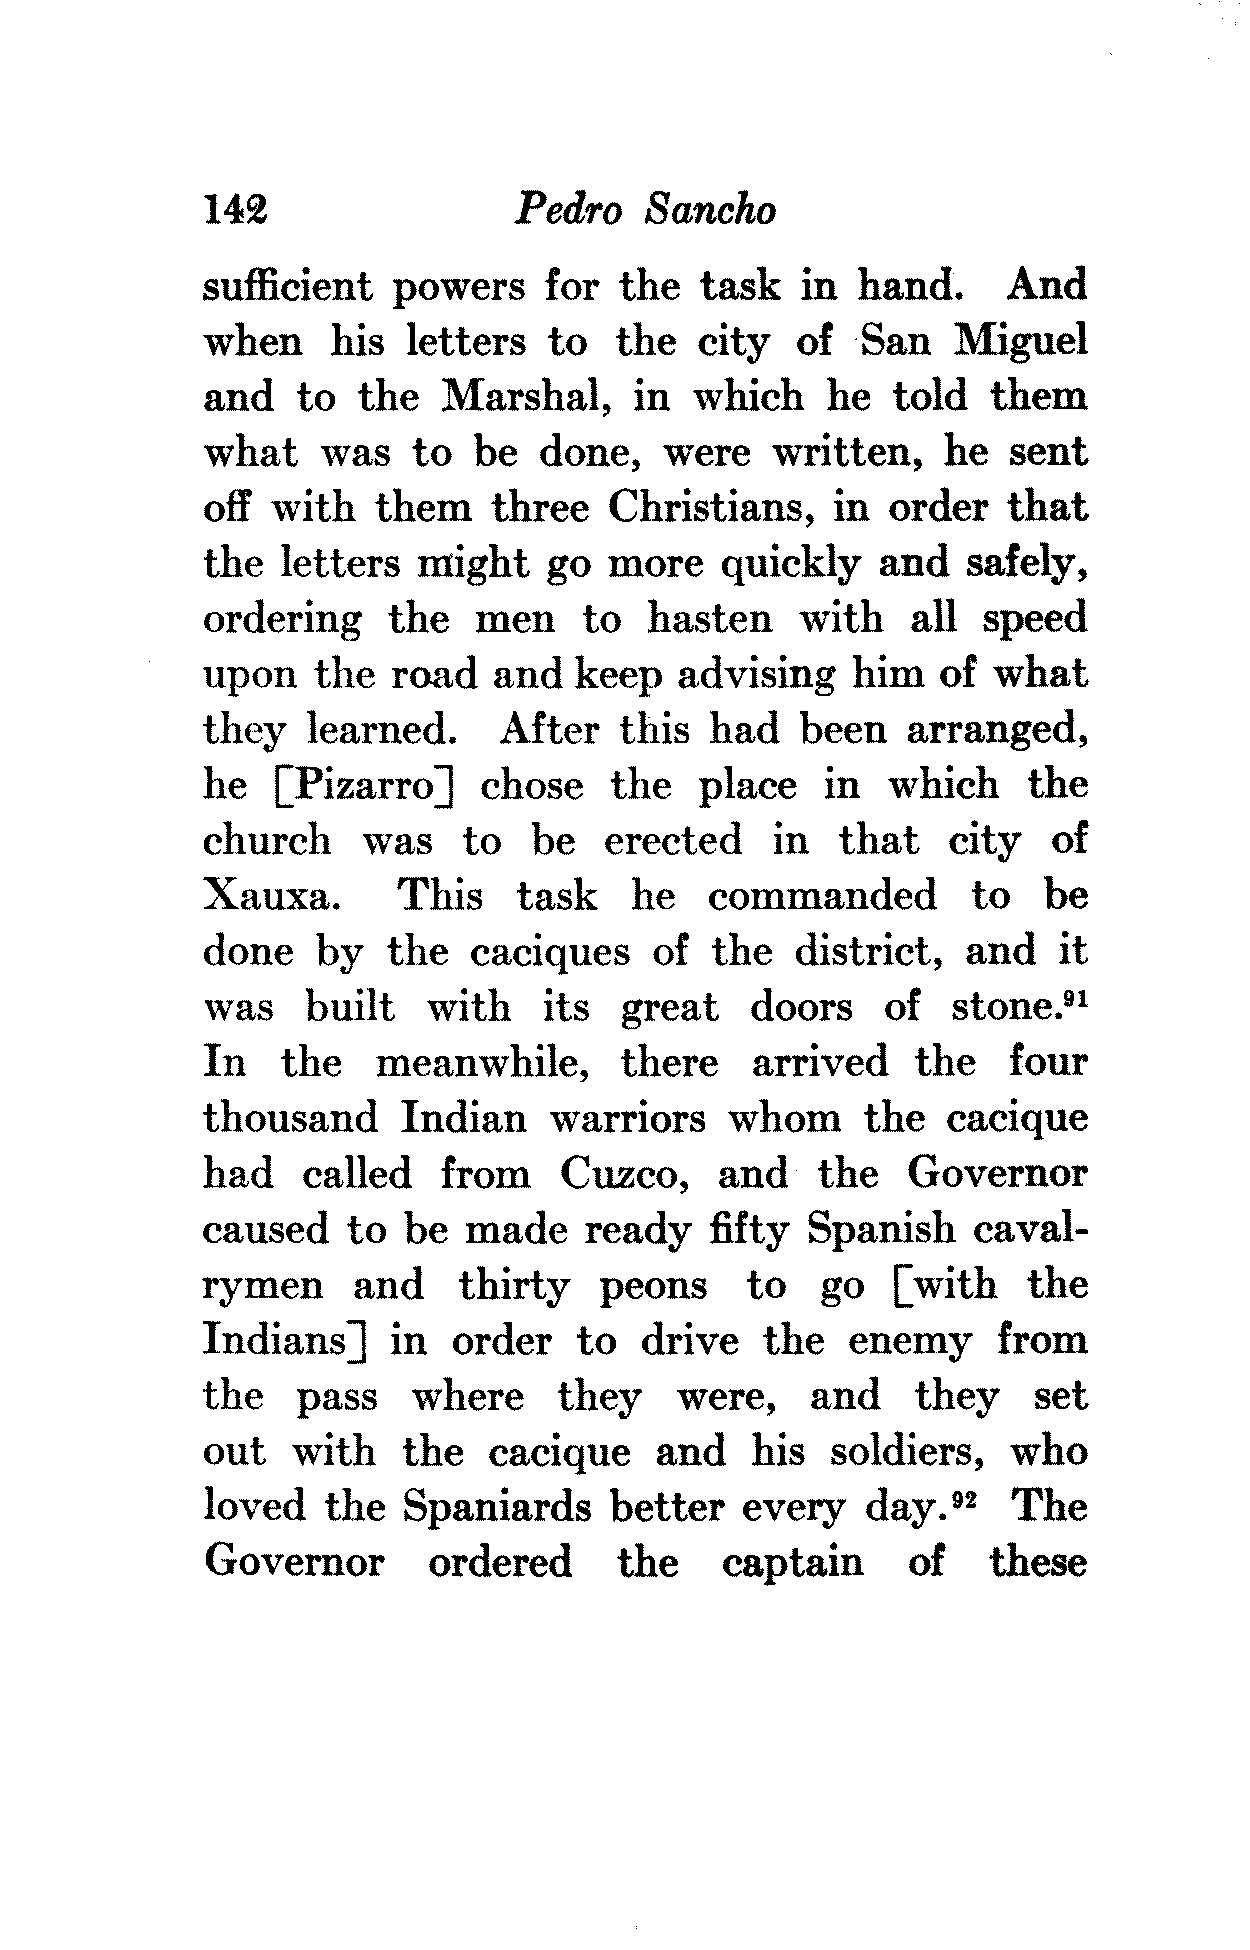 142 Pedro Sancho
sufficient powers for the task in hand. And
when his letters to the city of San Miguel
and to the Marshal, in which he told them
what was to be done, were written, he sent
off with them three Christians, in order that
the letters might go more quickly and safely,
ordering the men to hasten with all speed
upon the road and keep advising him of what
they learned. After this had been arranged,
he [Pizarro] chose the place in which the
church was to be erected in that city of
Xauxa. This task he commanded to be
done by the caciques of the district, and it
was built with its great doors of stone.⁹¹
In the meanwhile, there arrived the four
thousand Indian warriors whom the cacique
had called from Cuzco, and the Governor
caused to be made ready fifty Spanish caval-
rymen and thirty peons to go [with the
Indians] in order to drive the enemy from
the pass where they were, and they set
out with the cacique and his soldiers, who
loved the Spaniards better every day.⁹² The
Governor ordered the captain of these